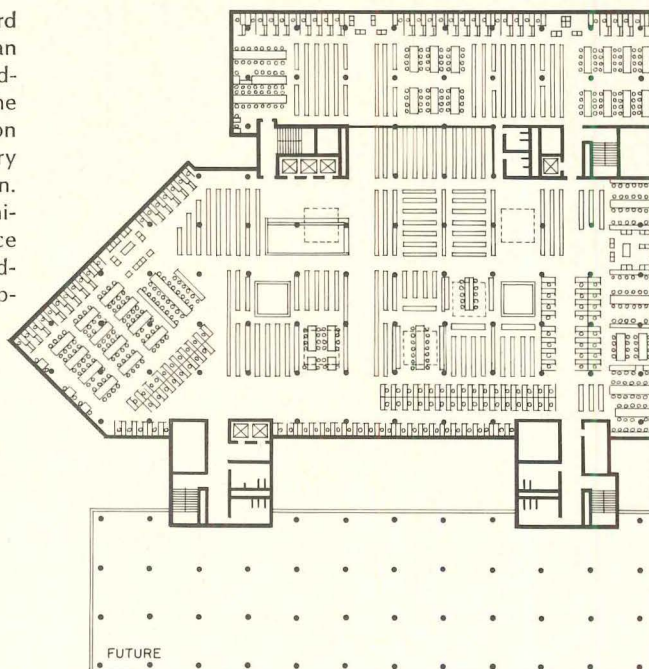 rd
an
d-
ne
on
ry
n.
ni-
ce
d-
p-
FUTURE